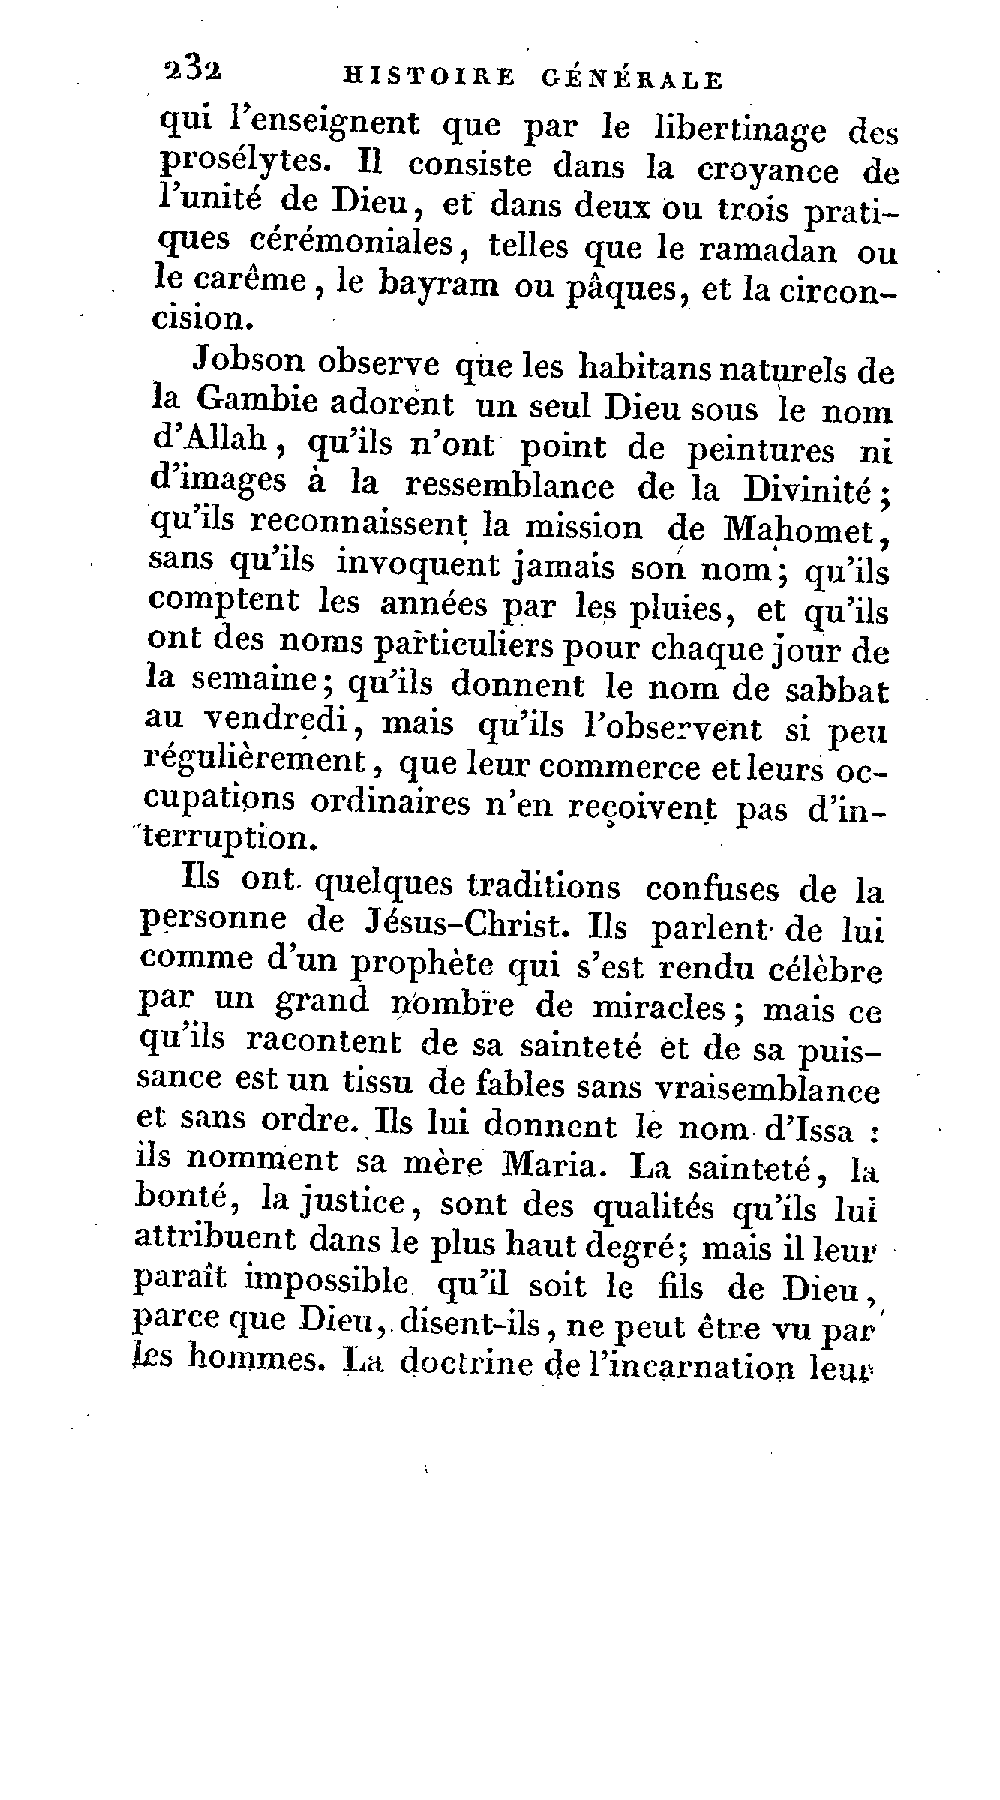 232 HISTOIRE GÉNÉRALE
qui l'enseignent que par le libertinage des
prosélytes. Il consiste dans la croyance de
l'unité de Dieu, et dans deux ou trois prati-
ques cérémoniales, telles que le ramadan ou
le carême, le bayram ou pâques, et la circon-
cision.
Jobson observe que les habitans naturels de
la Gambie adorent un seul Dieu sous le nom
d'Allah, qu'ils n'ont point de peintures ni
d'images à la ressemblance de la Divinité;
qu'ils reconnaissent la mission de Mahomet,
sans qu'ils invoquent jamais son nom; qu'ils
comptent les années par les pluies, et qu'ils
ont des noms particuliers pour chaque jour de
la semaine; qu'ils donnent le nom de sabbat
au vendredi, mais qu'ils l'observent si peu
régulièrement, que leur commerce et leurs oc-
cupations ordinaires n'en reçoivent pas d'in-
terruption.
Ils ont quelques traditions confuses de la
personne de Jésus-Christ. Ils parlent de lui
comme d'un prophète qui s'est rendu célèbre
par un grand nombre de miracles; mais ce
qu'ils racontent de sa sainteté et de sa puis-
sance est un tissu de fables sans vraisemblance
et sans ordre. Ils lui donnent le nom d'Issa :
ils nomment sa mère Maria. La sainteté, la
bonté, la justice, sont des qualités qu'ils lui
attribuent dans le plus haut degré; mais il leur
paraît impossible qu'il soit le fils de Dieu,
parce que Dieu, disent-ils, ne peut être vu par
les hommes. La doctrine de l'incarnation leur